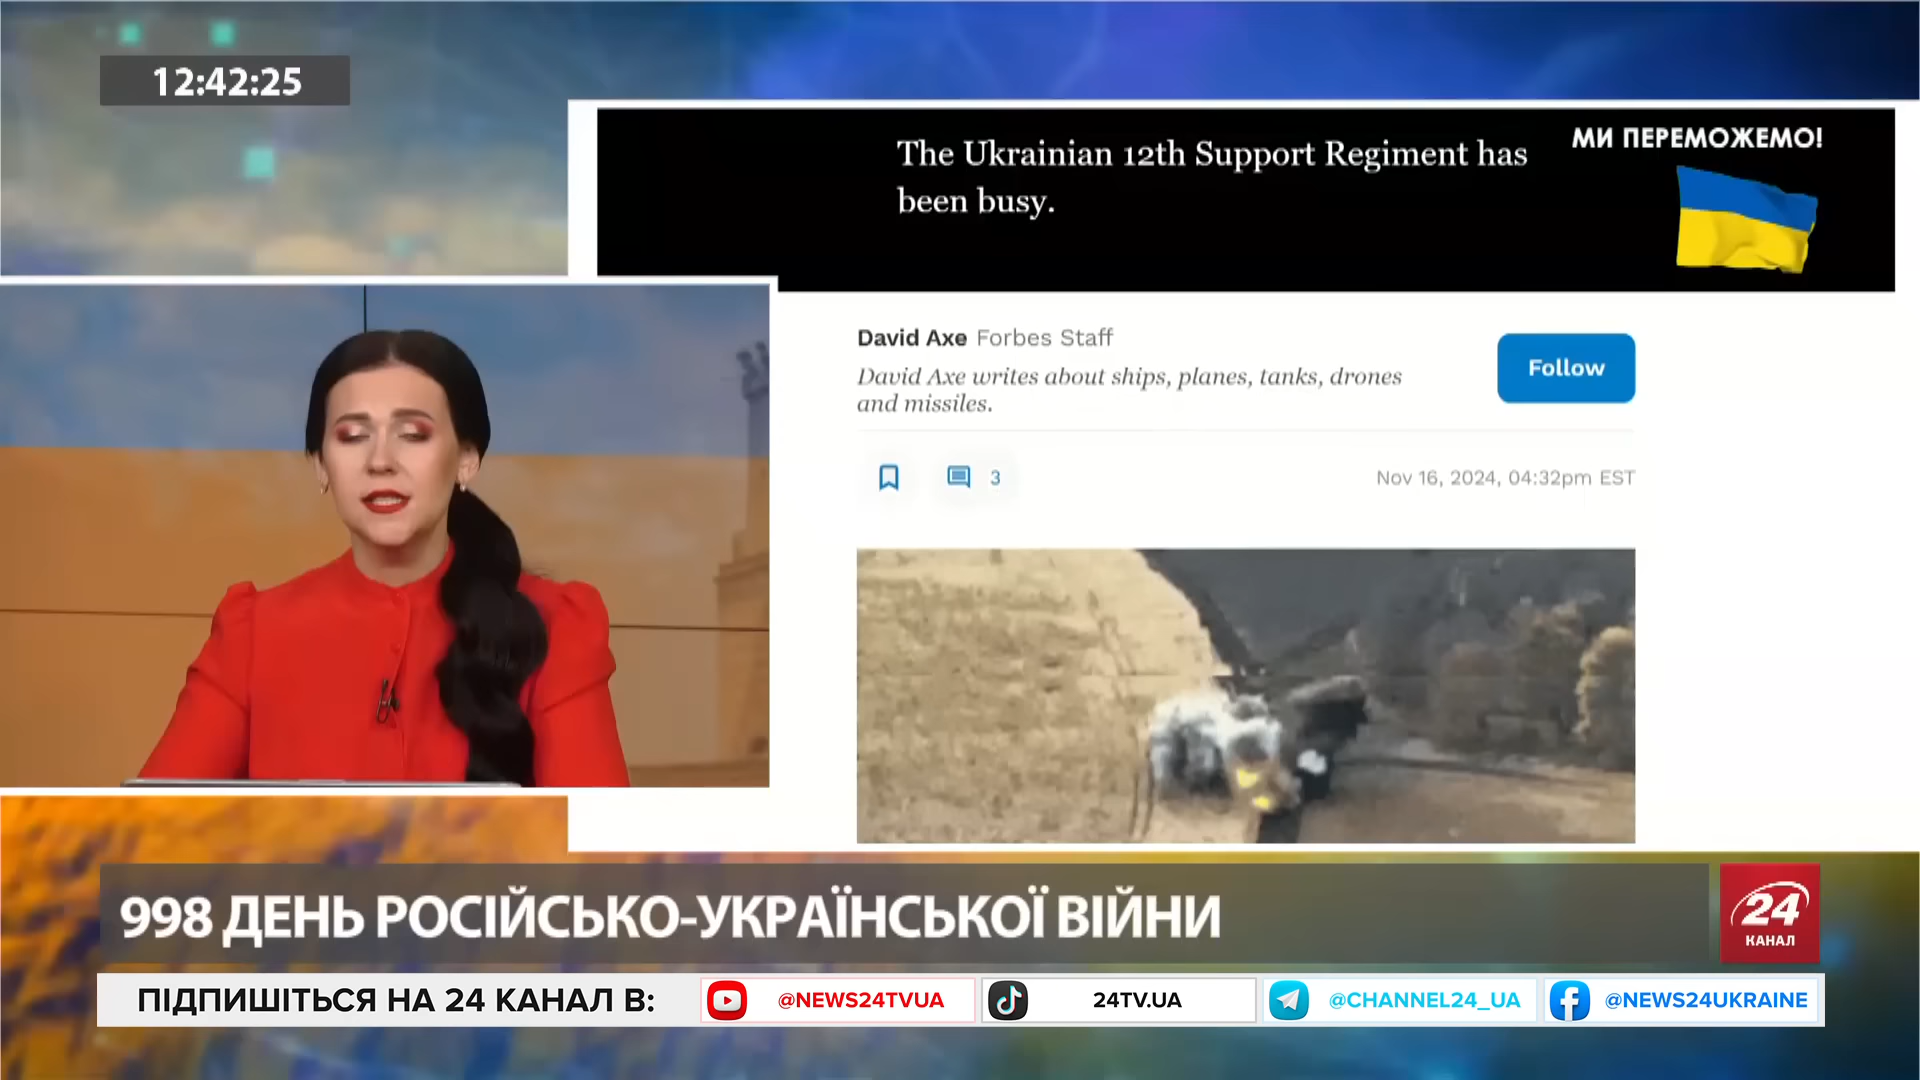 12:42:25
The Ukrainian 12th Support Regiment has
been busy.
МИ ПЕРЕМОЖЕМО!
David Axe Forbes Staff
David Axe writes about ships, planes, tanks, drones
and missiles.
Follow
3
Nov 16, 2024, 04:32pm EST
998 ДЕНЬ РОСІЙСЬКО-УКРАЇНСЬКОЇ ВІЙНИ
24
КАНАЛ
ПІДПИШІТЬСЯ НА 24 КАНАЛ В:
@NEWS24TVUA
24TV.UA
@CHANNEL24_UA
@NEWS24UKRAINE